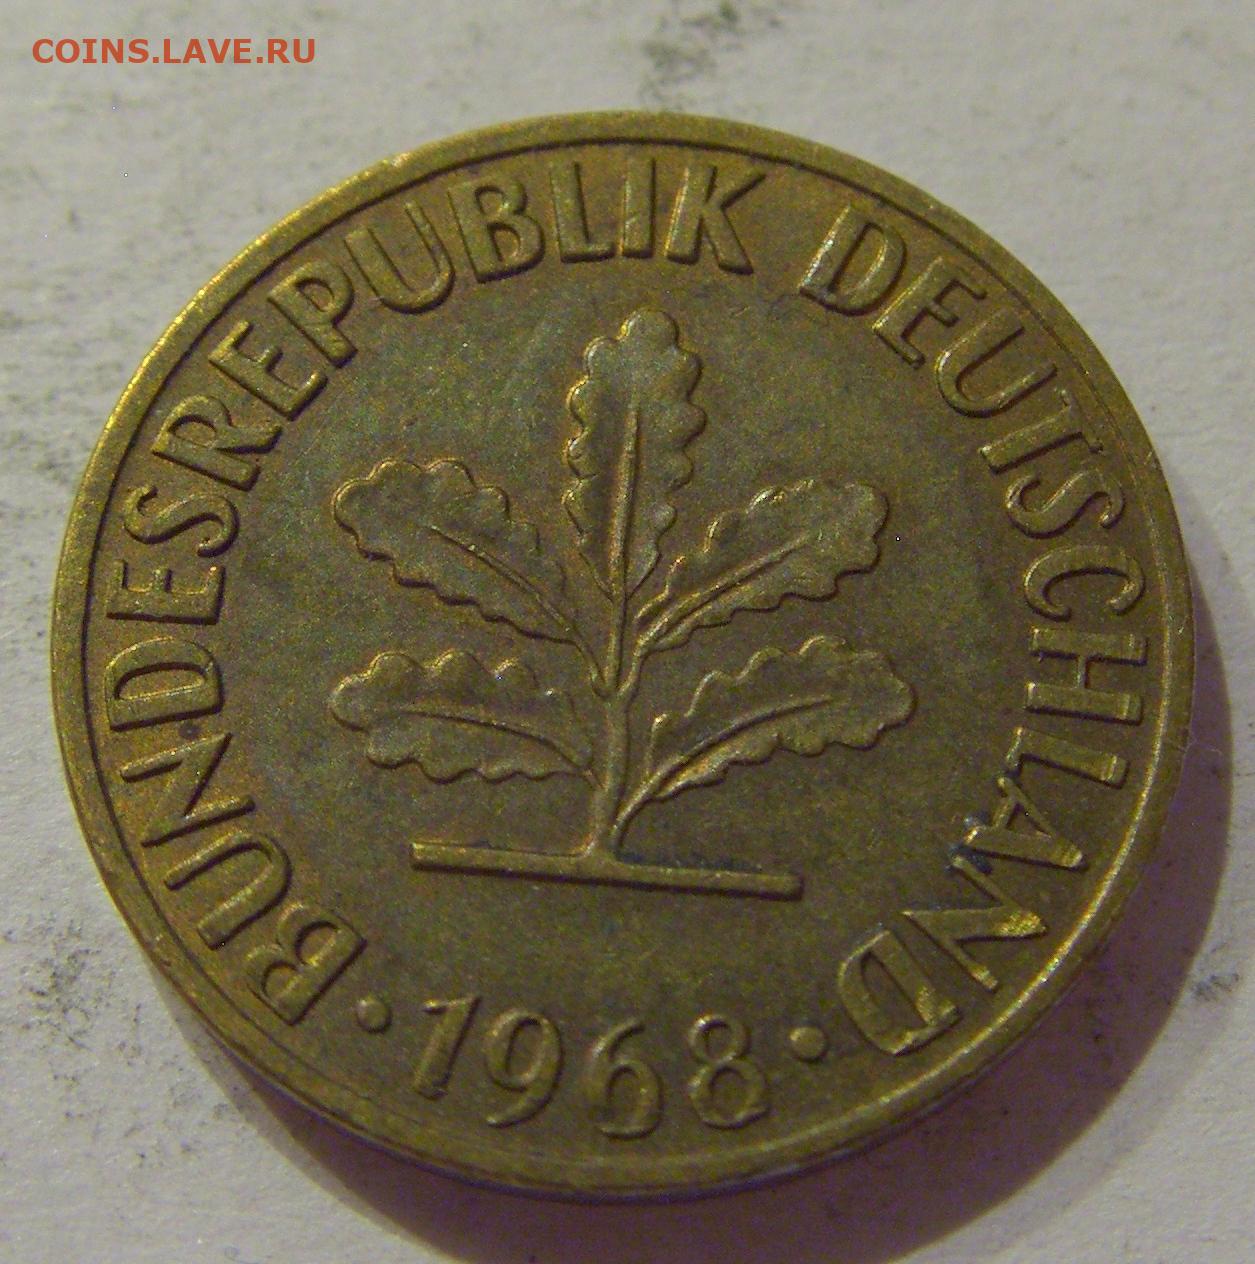 COINS.LAVE.RU
BUNDESREPUBLIK DEUTSCHLAND
· 1968 ·